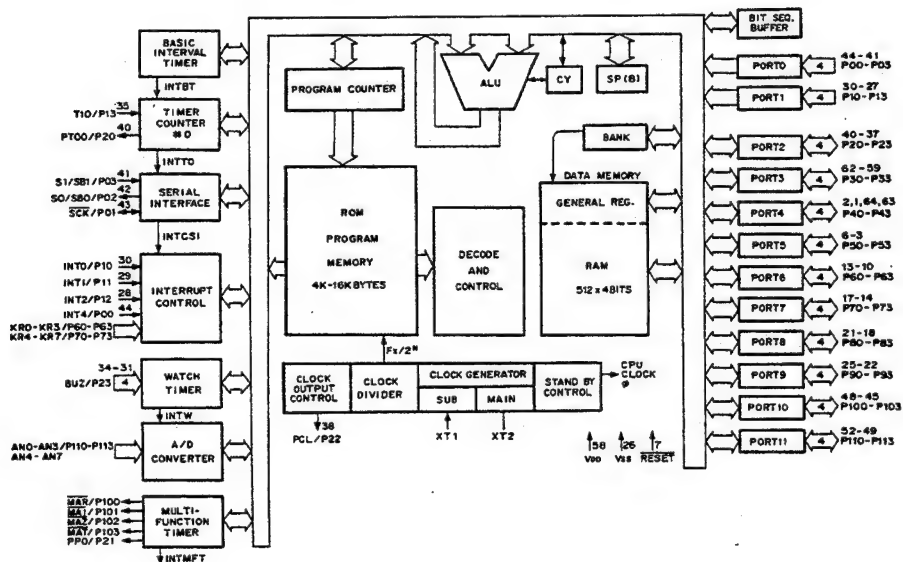 BASIC
INTERVAL
TIMER
INTBT
T10/P13
35
PTOO/P20
40
TIMER
COUNTER
#0
INTTO
S1/SB1/P03
41
SO/SBO/P02
42
SCK/P01
43
SERIAL
INTERFACE
INTCSI
INT0/P10
30
INT1/P11
29
INT2/P12
28
INT4/P00
44
KR0-KR3/P60-P63
KR4-KR7/P70-P73
INTERRUPT
CONTROL
34-31
BUZ/P23
4
WATCH
TIMER
INTW
AN0-AN3/P110-P113
AN4-AN7
A/D
CONVERTER
MAR/P100
MAI/P101
MAZ/P102
MAT/P103
PPO/P21
MULTI-
FUNCTION
TIMER
INTMFT
PROGRAM COUNTER
ALU
CY
SP(8)
BANK
ROM
PROGRAM
MEMORY
4K-16KBYTES
DECODE
AND
CONTROL
DATA MEMORY
GENERAL REG.
RAM
512 x 4BITS
Fx/2ᴺ
CLOCK
OUTPUT
CONTROL
CLOCK
DIVIDER
CLOCK GENERATOR
SUB
MAIN
STAND BY
CONTROL
CPU
CLOCK
ø
38
PCL/P22
XT1
XT2
58
VDD
26
VSS
7
RESET
BIT SEQ.
BUFFER
PORT0
4
44-41
P00-P03
PORT1
4
30-27
P10-P13
PORT2
4
40-37
P20-P23
PORT3
4
62-59
P30-P33
PORT4
4
2,1,64,63
P40-P43
PORT5
4
6-3
P50-P53
PORT6
4
13-10
P60-P63
PORT7
4
17-14
P70-P73
PORT8
4
21-18
P80-P83
PORT9
4
25-22
P90-P93
PORT10
4
48-45
P100-P103
PORT11
4
52-49
P110-P113